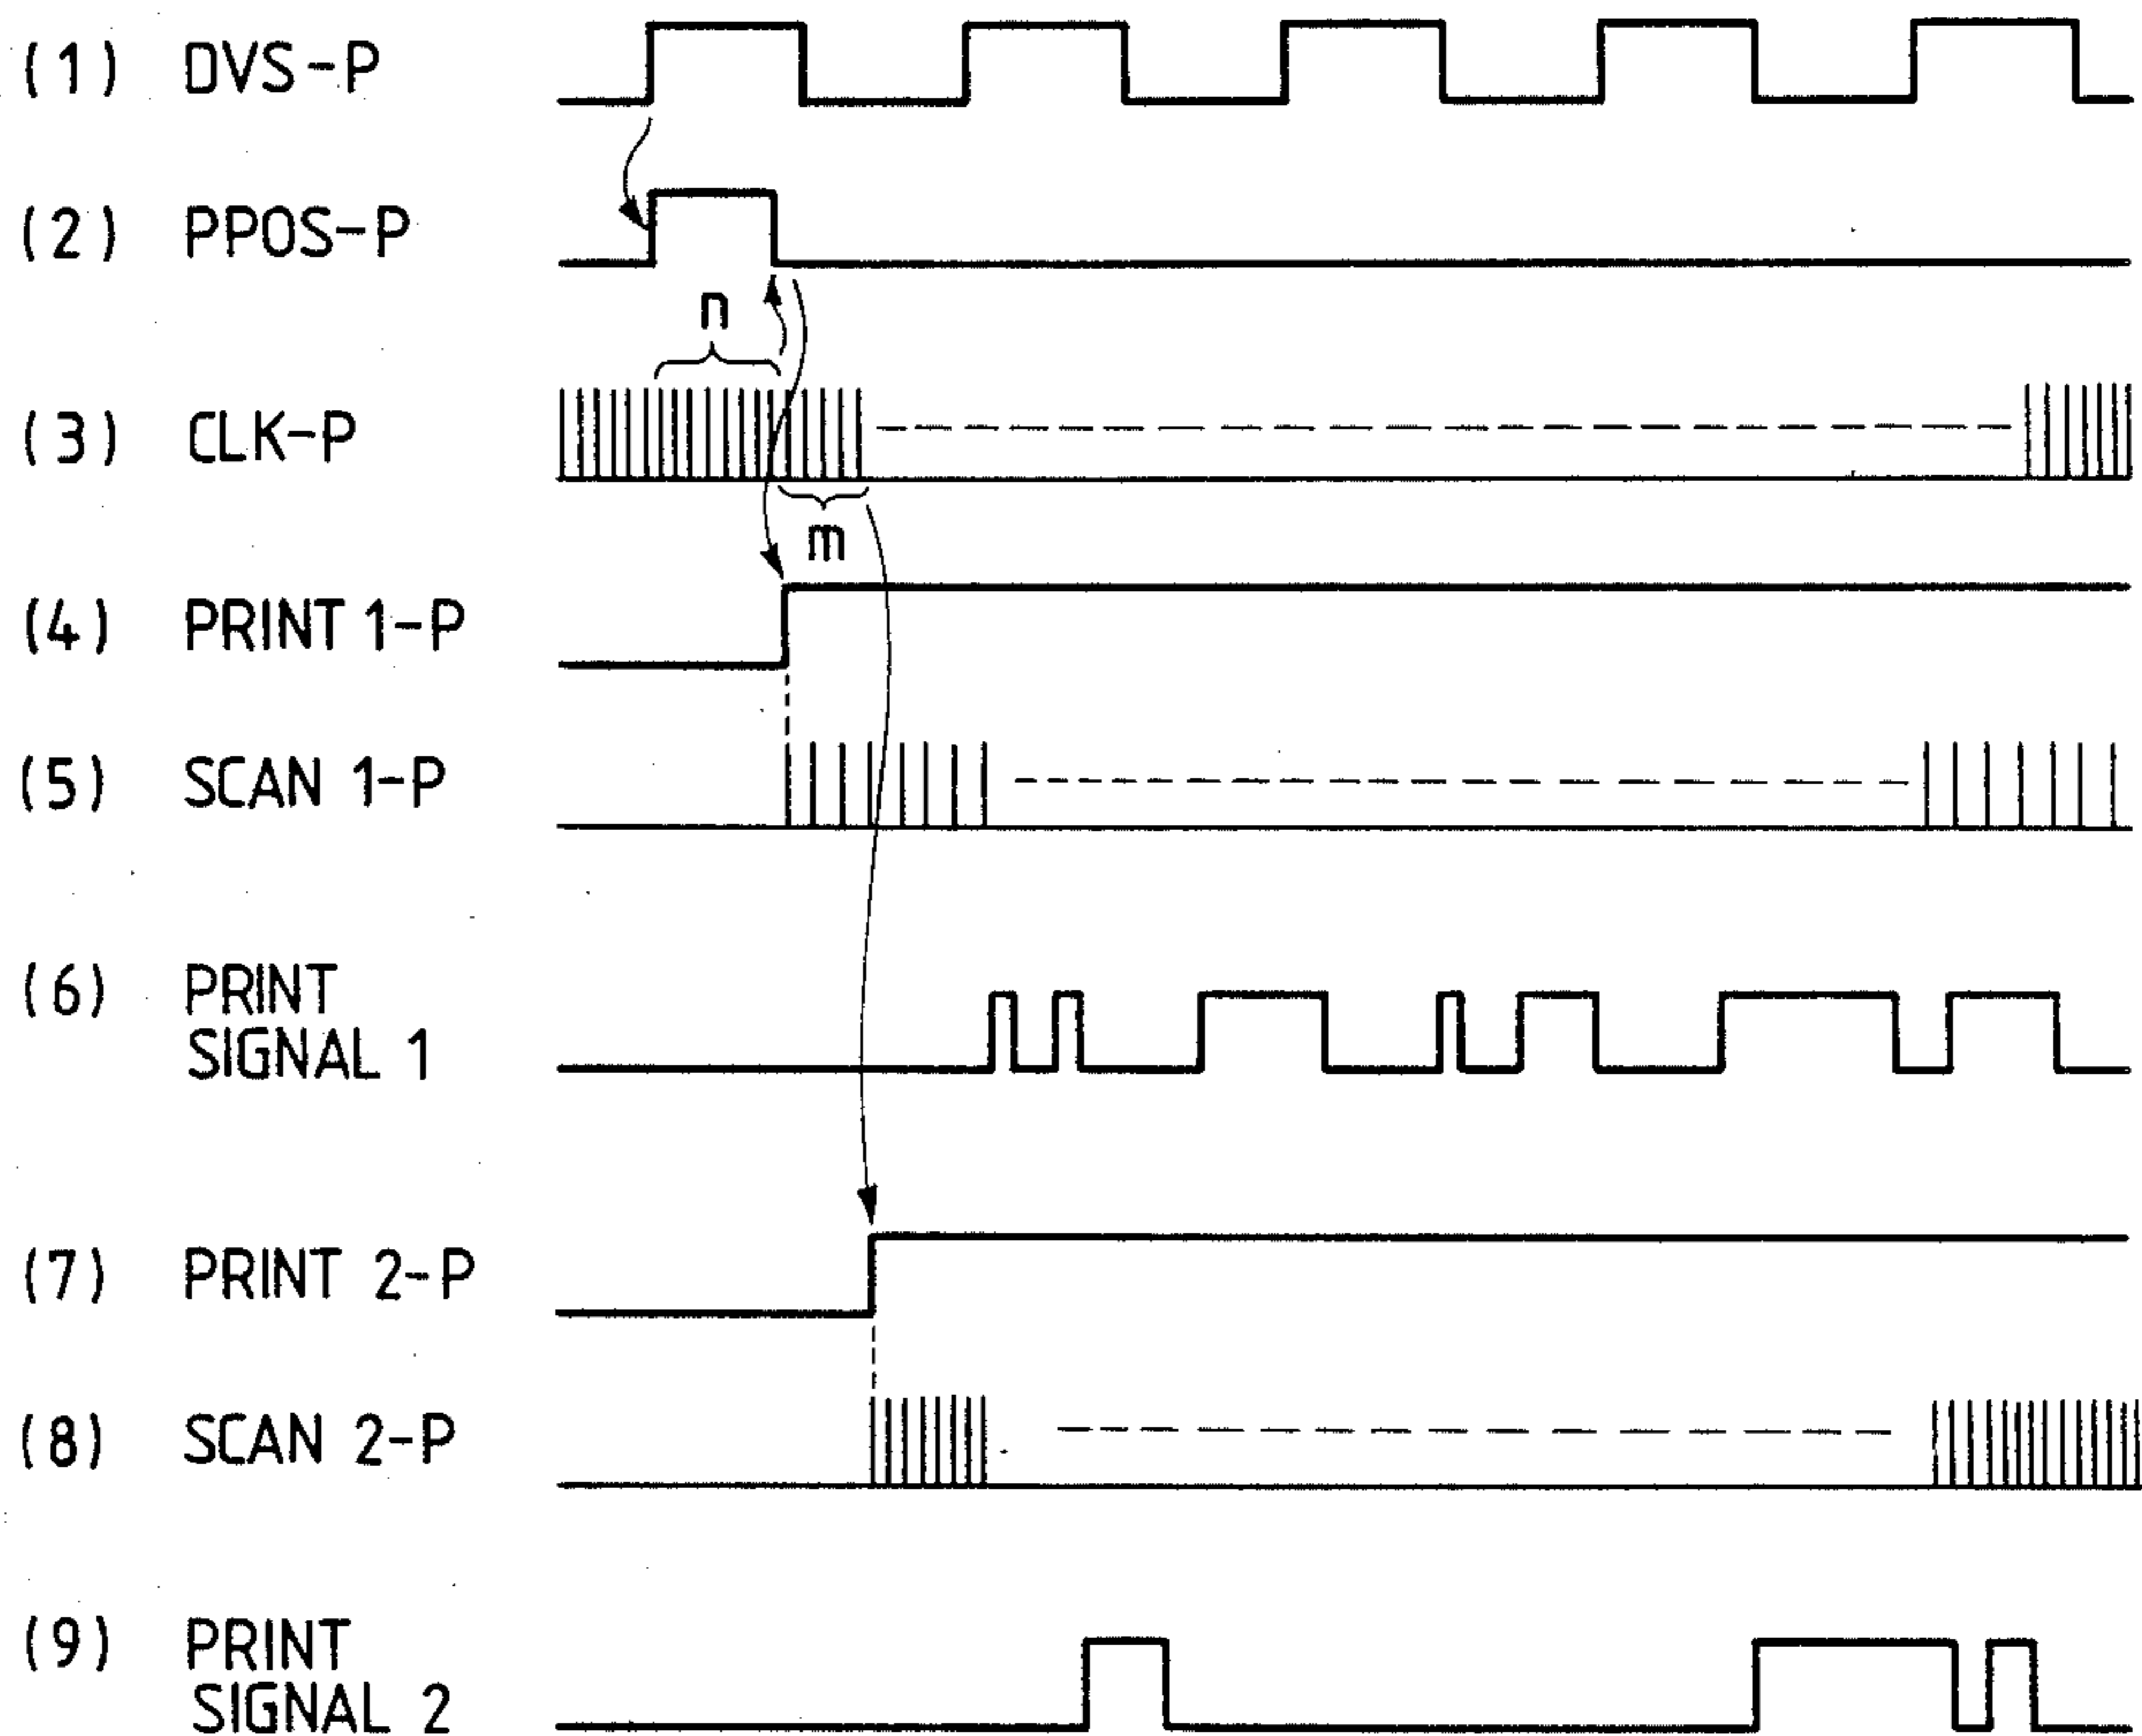 (1) DVS-P
(2) PPOS-P
n
(3) CLK-P
m
(4) PRINT 1-P
(5) SCAN 1-P
(6) PRINT
SIGNAL 1
(7) PRINT 2-P
(8) SCAN 2-P
(9) PRINT
SIGNAL 2